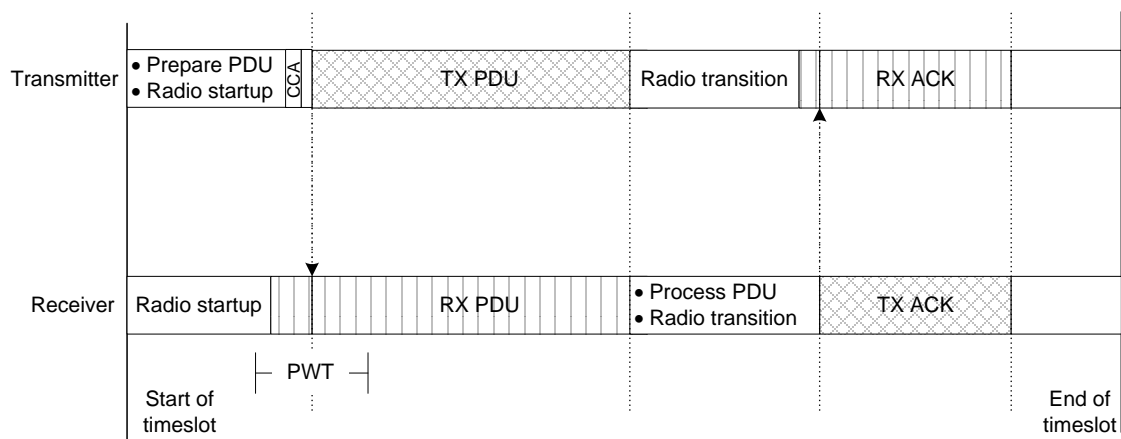 Transmitter
• Prepare PDU
• Radio startup
CCA
TX PDU
Radio transition
RX ACK
Receiver
Radio startup
RX PDU
• Process PDU
• Radio transition
TX ACK
PWT
Start of
timeslot
End of
timeslot